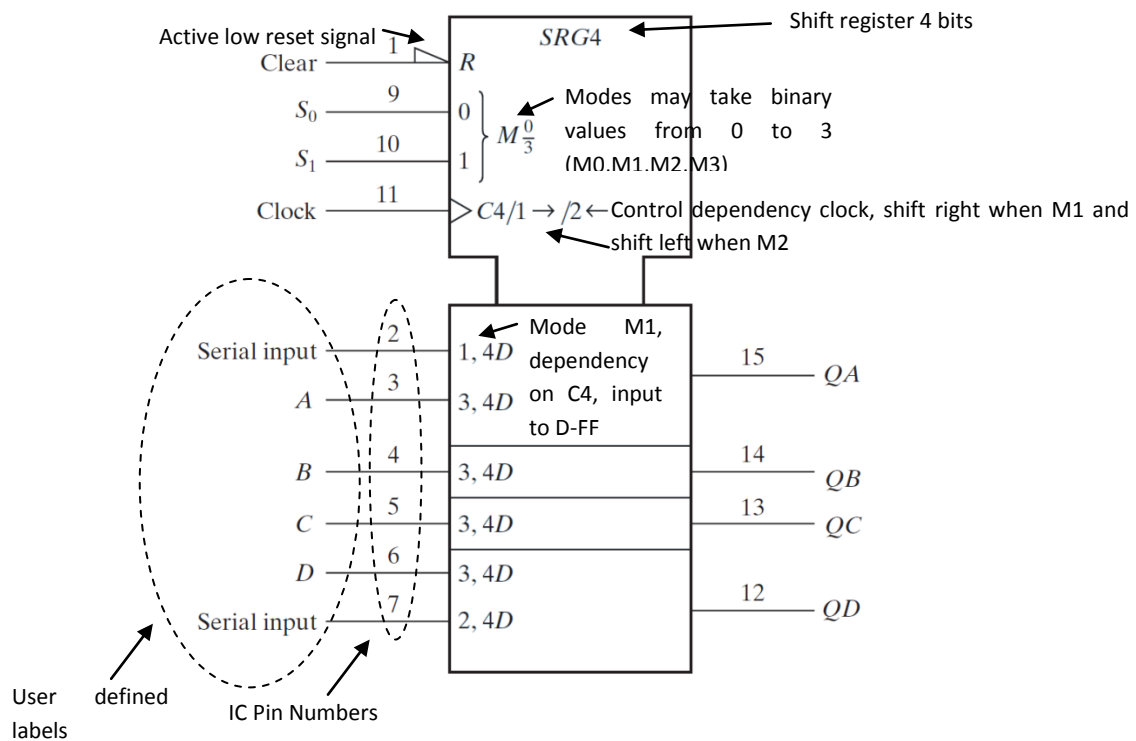 Shift register 4 bits
Active low reset signal
SRG4
Clear 1 R
S0 9 0
Modes may take binary
values from 0 to 3
(M0,M1,M2,M3)
M 0/3
S1 10 1
Clock 11 C4/1 → /2 ←
Control dependency clock, shift right when M1 and
shift left when M2
Serial input 2 1, 4D
Mode M1,
dependency
on C4, input
to D-FF
15 QA
A 3 3, 4D
B 4 3, 4D
14 QB
C 5 3, 4D
13 QC
D 6 3, 4D
12 QD
Serial input 7 2, 4D
User defined
labels
IC Pin Numbers